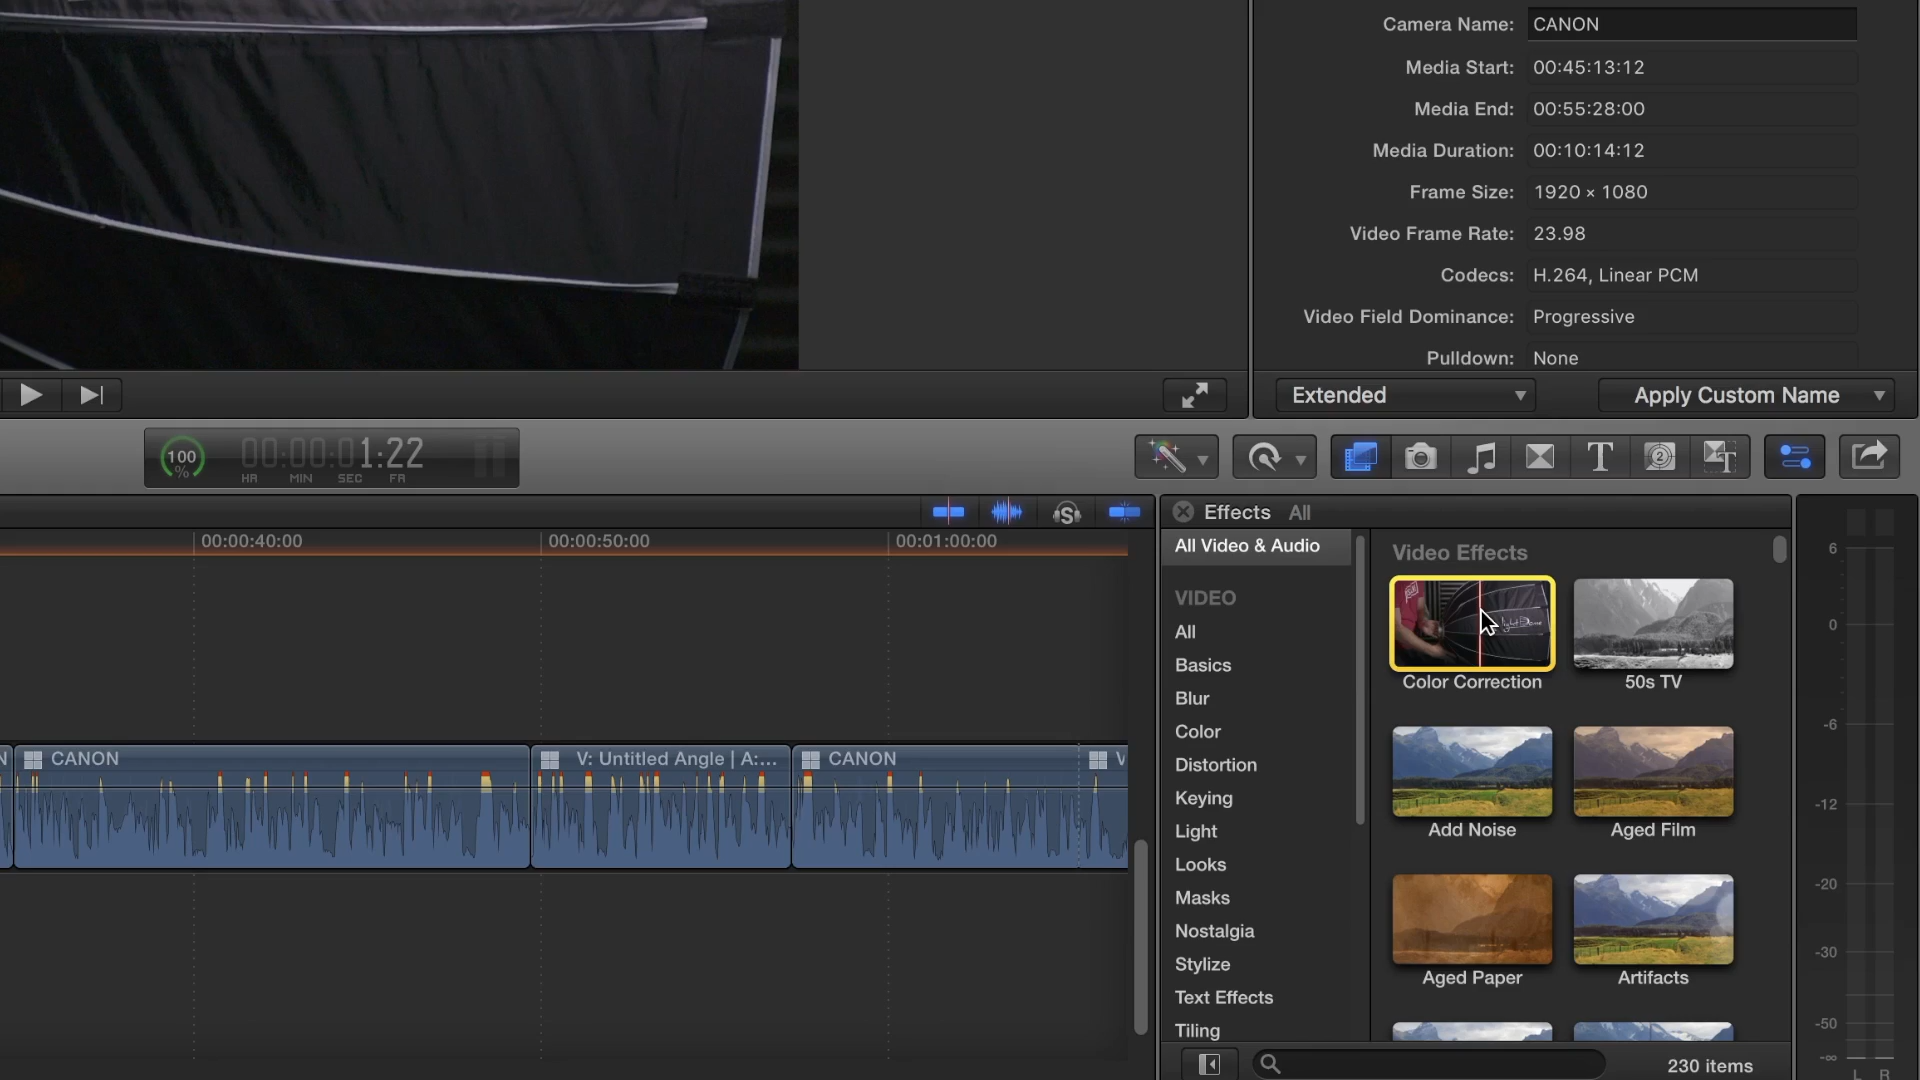 Camera Name: CANON
Media Start: 00:45:13:12
Media End: 00:55:28:00
Media Duration: 00:10:14:12
Frame Size: 1920 × 1080
Video Frame Rate: 23.98
Codecs: H.264, Linear PCM
Video Field Dominance: Progressive
Pulldown: None
Extended
Apply Custom Name
100
%
00:00:01:22
HR MIN SEC FR
T
2
T
S
Effects All
00:00:40:00
00:00:50:00
00:01:00:00
CANON
V: Untitled Angle | A:...
CANON
V
All Video & Audio
VIDEO
All
Basics
Blur
Color
Distortion
Keying
Light
Looks
Masks
Nostalgia
Stylize
Text Effects
Tiling
Video Effects
Color Correction
50s TV
Add Noise
Aged Film
Aged Paper
Artifacts
230 items
6
0
-6
-12
-20
-30
-50
-∞
L R